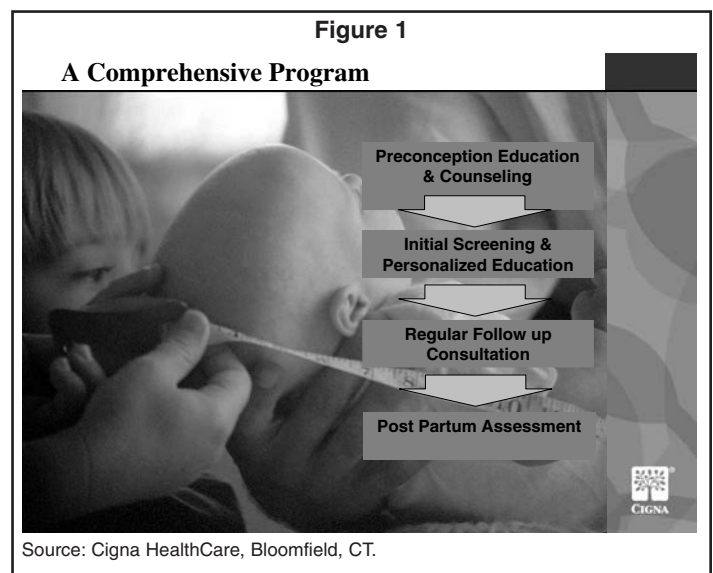 Figure 1
A Comprehensive Program
Preconception Education
& Counseling
Initial Screening &
Personalized Education
Regular Follow up
Consultation
Post Partum Assessment
CIGNA
Source: Cigna HealthCare, Bloomfield, CT.